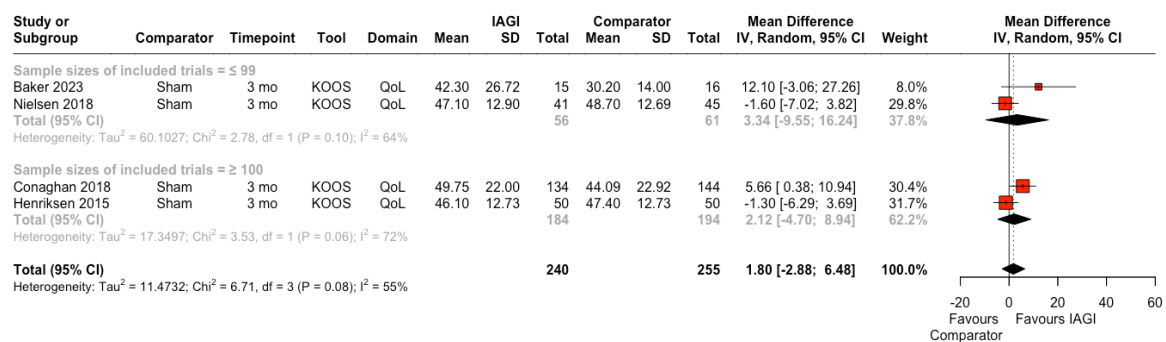 Study or IAGI Comparator Mean Difference Mean Difference
Subgroup Comparator Timepoint Tool Domain Mean SD Total Mean SD Total IV, Random, 95% CI Weight IV, Random, 95% CI
Sample sizes of included trials = ≤ 99
Baker 2023 Sham 3 mo KOOS QoL 42.30 26.72 15 30.20 14.00 16 12.10 [-3.06; 27.26] 8.0%
Nielsen 2018 Sham 3 mo KOOS QoL 47.10 12.90 41 48.70 12.69 45 -1.60 [-7.02; 3.82] 29.8%
Total (95% CI) 56 61 3.34 [-9.55; 16.24] 37.8%
Heterogeneity: Tau² = 60.1027; Chi² = 2.78, df = 1 (P = 0.10); I² = 64%
Sample sizes of included trials = ≥ 100
Conaghan 2018 Sham 3 mo KOOS QoL 49.75 22.00 134 44.09 22.92 144 5.66 [ 0.38; 10.94] 30.4%
Henriksen 2015 Sham 3 mo KOOS QoL 46.10 12.73 50 47.40 12.73 50 -1.30 [-6.29; 3.69] 31.7%
Total (95% CI) 184 194 2.12 [-4.70; 8.94] 62.2%
Heterogeneity: Tau² = 17.3497; Chi² = 3.53, df = 1 (P = 0.06); I² = 72%
Total (95% CI) 240 255 1.80 [-2.88; 6.48] 100.0%
Heterogeneity: Tau² = 11.4732; Chi² = 6.71, df = 3 (P = 0.08); I² = 55%
-20 0 20 40 60
Favours Favours IAGI
Comparator